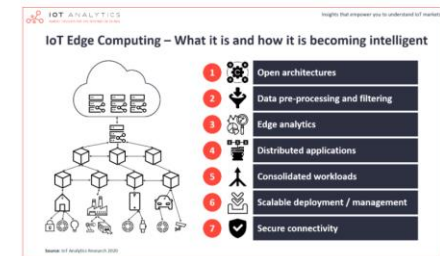 IOT ANALYTICS
Insights that empower you to understand IoT markets
IoT Edge Computing – What it is and how it is becoming intelligent
1 Open architectures
2 Data pre-processing and filtering
3 Edge analytics
4 Distributed applications
5 Consolidated workloads
6 Scalable deployment / management
7 Secure connectivity
Source: IoT Analytics Research 2020